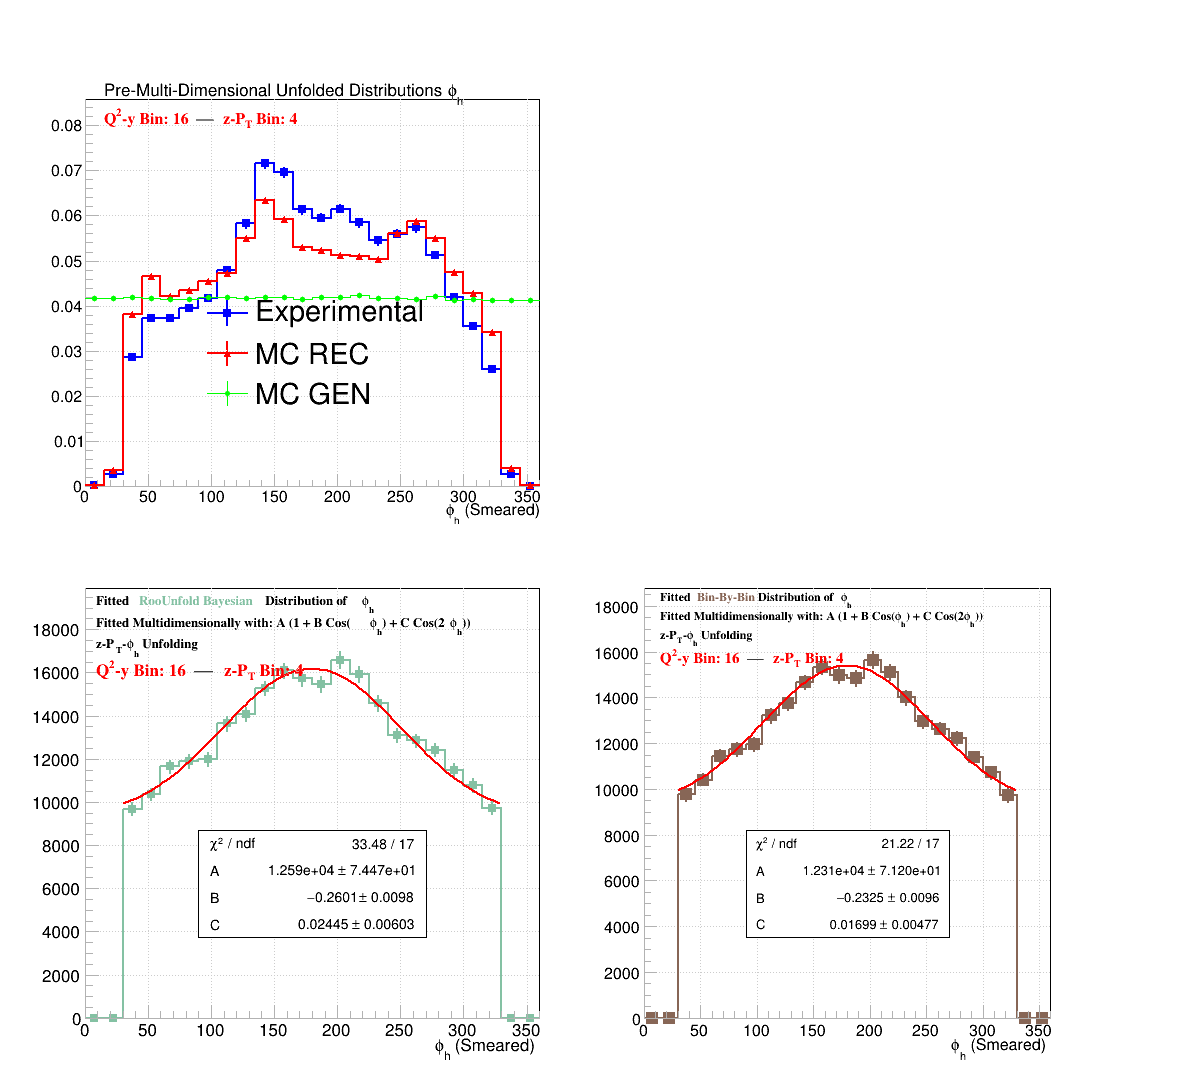 Pre-Multi-Dimensional Unfolded Distributions ϕh
Q2-y Bin: 16 — z-PT Bin: 4
0.08
0.07
0.06
0.05
0.04
0.03
0.02
0.01
0
Experimental
MC REC
MC GEN
0 50 100 150 200 250 300 350
ϕh (Smeared)
Fitted RooUnfold Bayesian Distribution of ϕh
Fitted Multidimensionally with: A (1 + B Cos( ϕh) + C Cos(2 ϕh))
z-PT-ϕh Unfolding
Q2-y Bin: 16 — z-PT Bin: 4
18000
16000
14000
12000
10000
8000
6000
4000
2000
0
χ2 / ndf 33.48 / 17
A 1.259e+04 ± 7.447e+01
B −0.2601 ± 0.0098
C 0.02445 ± 0.00603
0 50 100 150 200 250 300 350
ϕh (Smeared)
Fitted Bin-By-Bin Distribution of ϕh
Fitted Multidimensionally with: A (1 + B Cos(ϕh) + C Cos(2ϕh))
z-PT-ϕh Unfolding
Q2-y Bin: 16 — z-PT Bin: 4
18000
16000
14000
12000
10000
8000
6000
4000
2000
0
χ2 / ndf 21.22 / 17
A 1.231e+04 ± 7.120e+01
B −0.2325 ± 0.0096
C 0.01699 ± 0.00477
0 50 100 150 200 250 300 350
ϕh (Smeared)